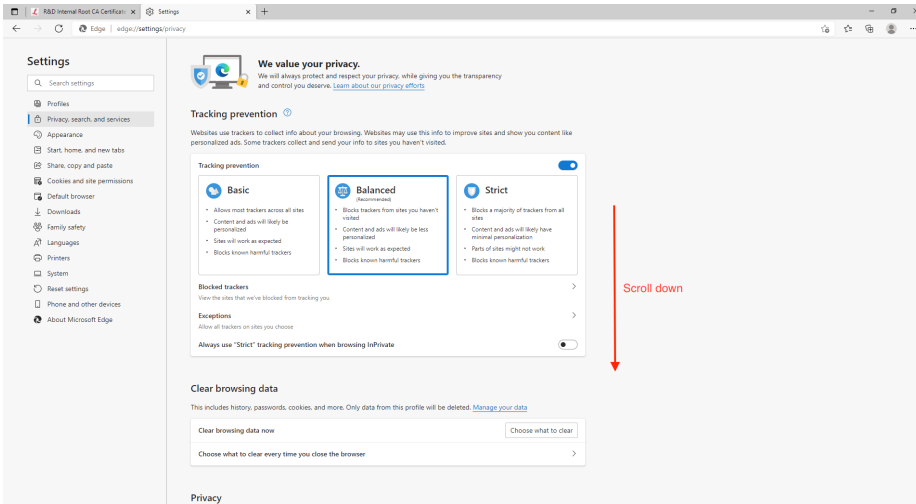 R&D Internal Root CA Certificate
Settings
Edge | edge://settings/privacy
Settings
Search settings
Profiles
Privacy, search, and services
Appearance
Start, home, and new tabs
Share, copy and paste
Cookies and site permissions
Default browser
Downloads
Family safety
Languages
Printers
System
Reset settings
Phone and other devices
About Microsoft Edge
We value your privacy.
We will always protect and respect your privacy, while giving you the transparency
and control you deserve. Learn about our privacy efforts
Tracking prevention
Websites use trackers to collect info about your browsing. Websites may use this info to improve sites and show you content like
personalized ads. Some trackers collect and send your info to sites you haven't visited.
Tracking prevention
Basic
• Allows most trackers across all sites
• Content and ads will likely be
personalized
• Sites will work as expected
• Blocks known harmful trackers
Balanced
(Recommended)
• Blocks trackers from sites you haven't
visited
• Content and ads will likely be less
personalized
• Sites will work as expected
• Blocks known harmful trackers
Strict
• Blocks a majority of trackers from all
sites
• Content and ads will likely have
minimal personalization
• Parts of sites might not work
• Blocks known harmful trackers
Blocked trackers
View the sites that we've blocked from tracking you
Exceptions
Allow all trackers on sites you choose
Always use "Strict" tracking prevention when browsing InPrivate
Scroll down
Clear browsing data
This includes history, passwords, cookies, and more. Only data from this profile will be deleted. Manage your data
Clear browsing data now
Choose what to clear
Choose what to clear every time you close the browser
Privacy